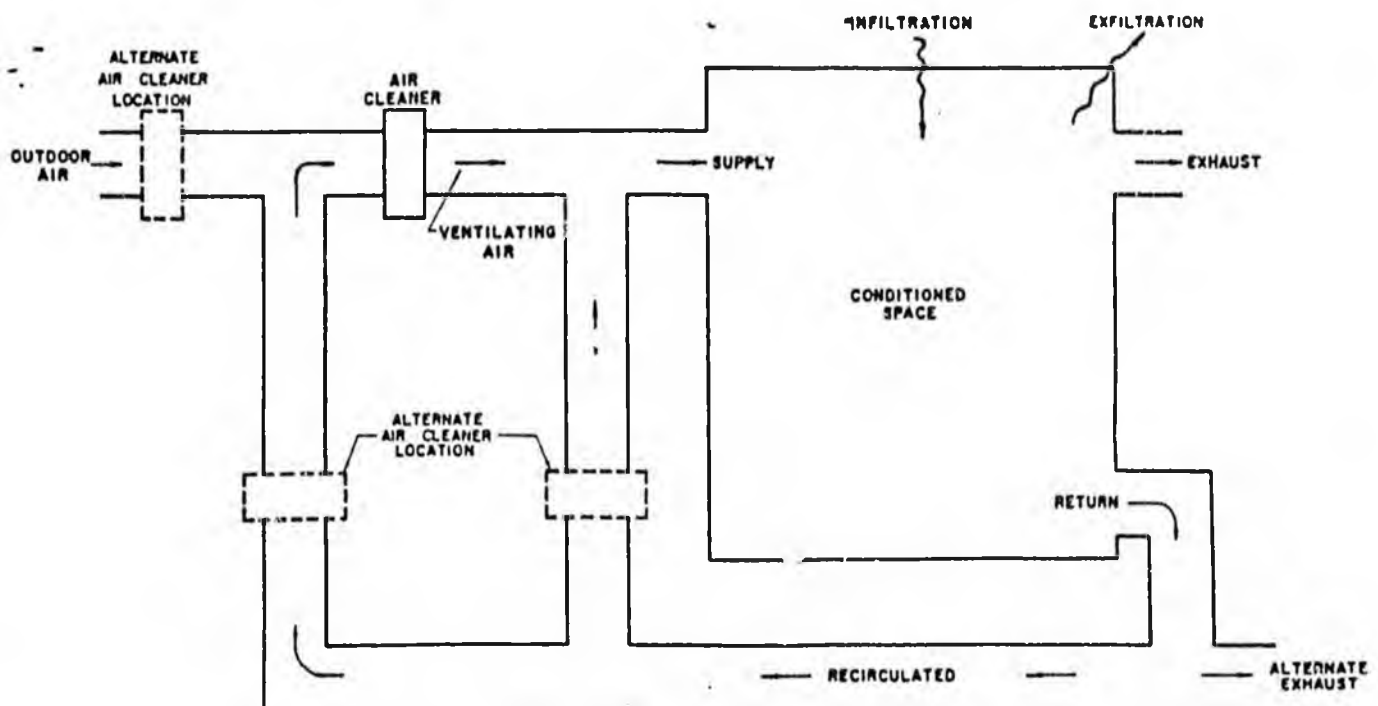 INFILTRATION
EXFILTRATION
ALTERNATE
AIR CLEANER
LOCATION
AIR
CLEANER
OUTDOOR
AIR
SUPPLY
EXHAUST
VENTILATING
AIR
CONDITIONED
SPACE
ALTERNATE
AIR CLEANER
LOCATION
RETURN
RECIRCULATED
ALTERNATE
EXHAUST